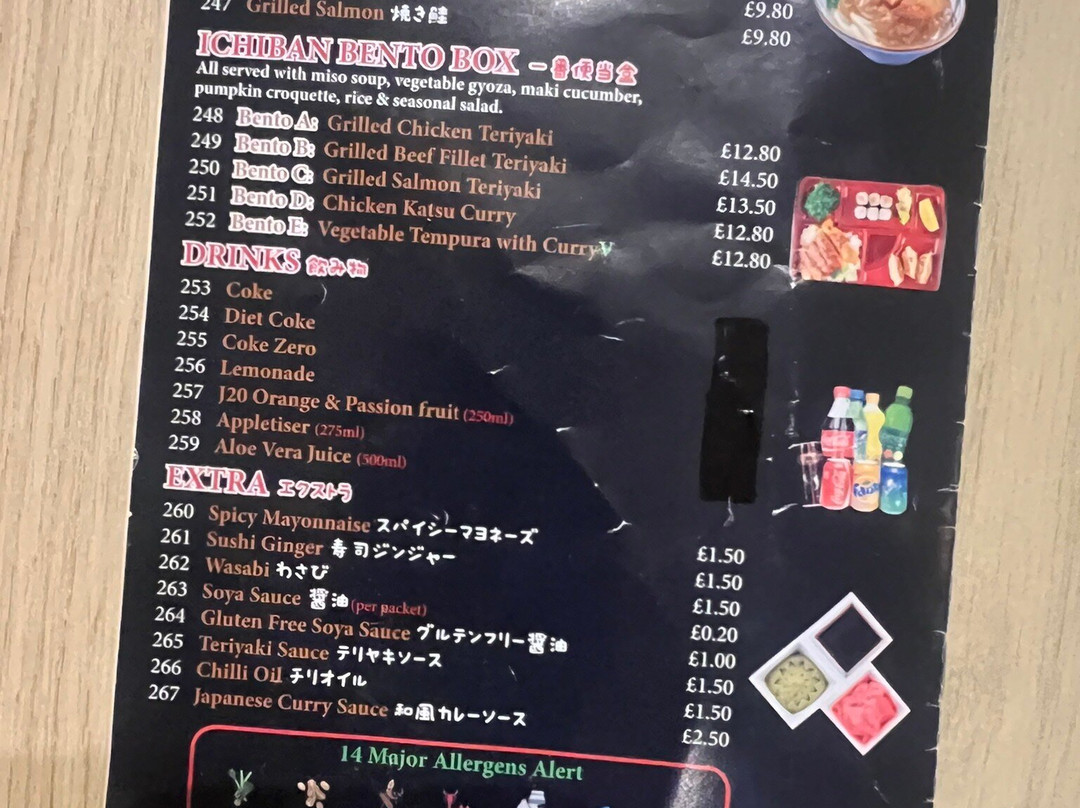 247 Grilled Salmon 焼き鮭 £9.80
£9.80
ICHIBAN BENTO BOX 一番便当盒
All served with miso soup, vegetable gyoza, maki cucumber,
pumpkin croquette, rice & seasonal salad.
248 Bento A: Grilled Chicken Teriyaki £12.80
249 Bento B: Grilled Beef Fillet Teriyaki £14.50
250 Bento C: Grilled Salmon Teriyaki £13.50
251 Bento D: Chicken Katsu Curry £12.80
252 Bento E: Vegetable Tempura with Curry V £12.80
DRINKS 飲み物
253 Coke
254 Diet Coke
255 Coke Zero
256 Lemonade
257 J20 Orange & Passion fruit (250ml)
258 Appletiser (275ml)
259 Aloe Vera Juice (500ml)
EXTRA エクストラ
260 Spicy Mayonnaise スパイシーマヨネーズ £1.50
261 Sushi Ginger 寿司ジンジャー £1.50
262 Wasabi わさび £1.50
263 Soya Sauce 醤油 (per packet) £0.20
264 Gluten Free Soya Sauce グルテンフリー醤油 £1.00
265 Teriyaki Sauce テリヤキソース £1.50
266 Chilli Oil チリオイル £1.50
267 Japanese Curry Sauce 和風カレーソース £2.50
14 Major Allergens Alert